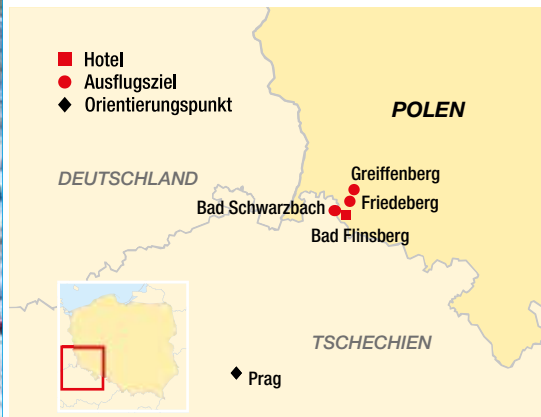 Hotel
Ausflugsziel
Orientierungspunkt
POLEN
DEUTSCHLAND
Greiffenberg
Friedeberg
Bad Schwarzbach
Bad Flinsberg
TSCHECHIEN
Prag